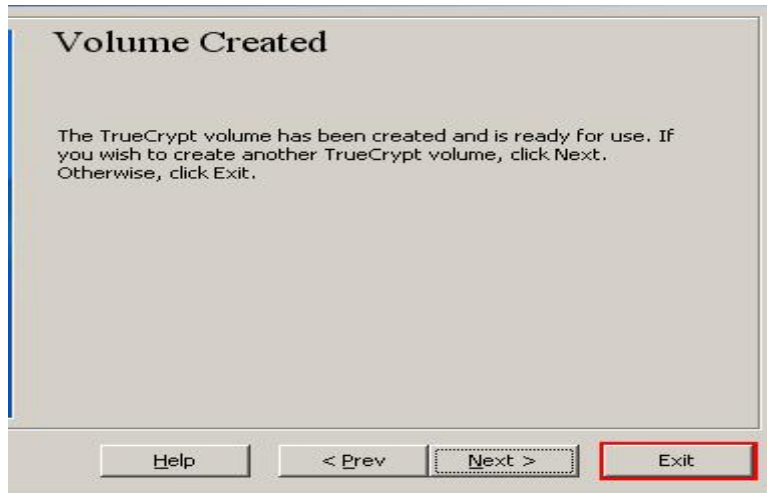 Volume Created
The TrueCrypt volume has been created and is ready for use. If
you wish to create another TrueCrypt volume, click Next.
Otherwise, click Exit.
Help < Prev Next > Exit